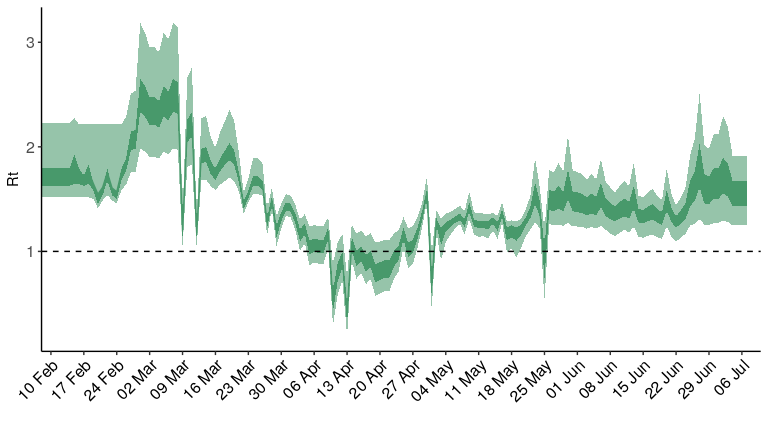 3
2
1
Rt
10 Feb
17 Feb
24 Feb
02 Mar
09 Mar
16 Mar
23 Mar
30 Mar
06 Apr
13 Apr
20 Apr
27 Apr
04 May
11 May
18 May
25 May
01 Jun
08 Jun
15 Jun
22 Jun
29 Jun
06 Jul